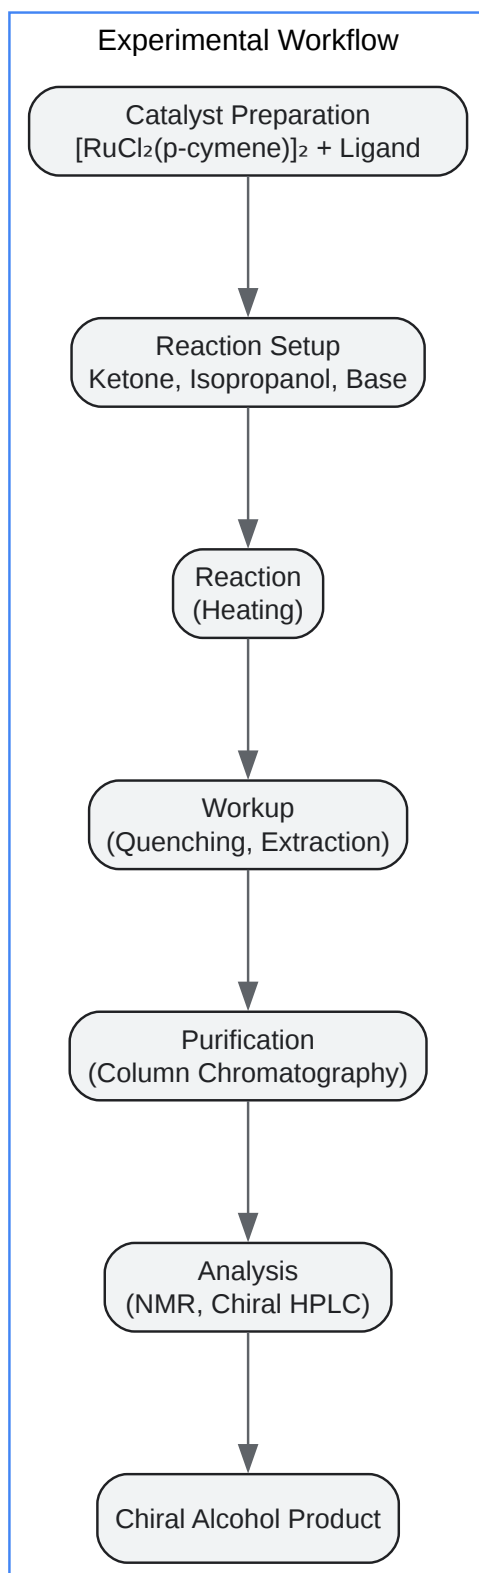 Experimental Workflow
Catalyst Preparation
[RuCl₂(p-cymene)]₂ + Ligand
Reaction Setup
Ketone, Isopropanol, Base
Reaction
(Heating)
Workup
(Quenching, Extraction)
Purification
(Column Chromatography)
Analysis
(NMR, Chiral HPLC)
Chiral Alcohol Product